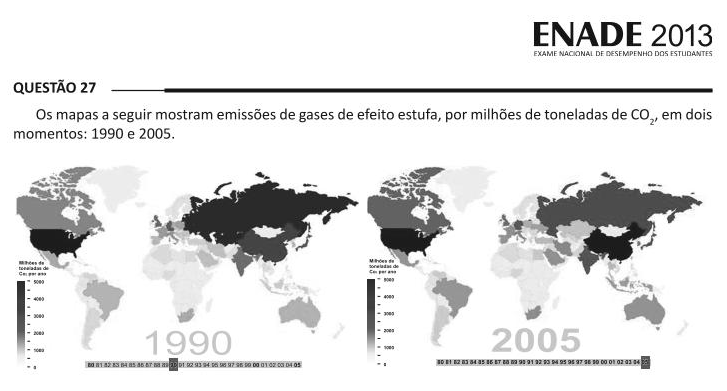 ENADE 2013
EXAME NACIONAL DE DESEMPENHO DOS ESTUDANTES
QUESTÃO 27
Os mapas a seguir mostram emissões de gases de efeito estufa, por milhões de toneladas de CO2, em dois
momentos: 1990 e 2005.
Milhões de
toneladas de
Co2 por ano
5000
4000
3000
2000
1000
0
1990
80 81 82 83 84 85 86 87 88 89 90 91 92 93 94 95 96 97 98 99 00 01 02 03 04 05
Milhões de
toneladas de
Co2 por ano
5000
4000
3000
2000
1000
0
2005
80 81 82 83 84 85 86 87 88 89 90 91 92 93 94 95 96 97 98 99 00 01 02 03 04